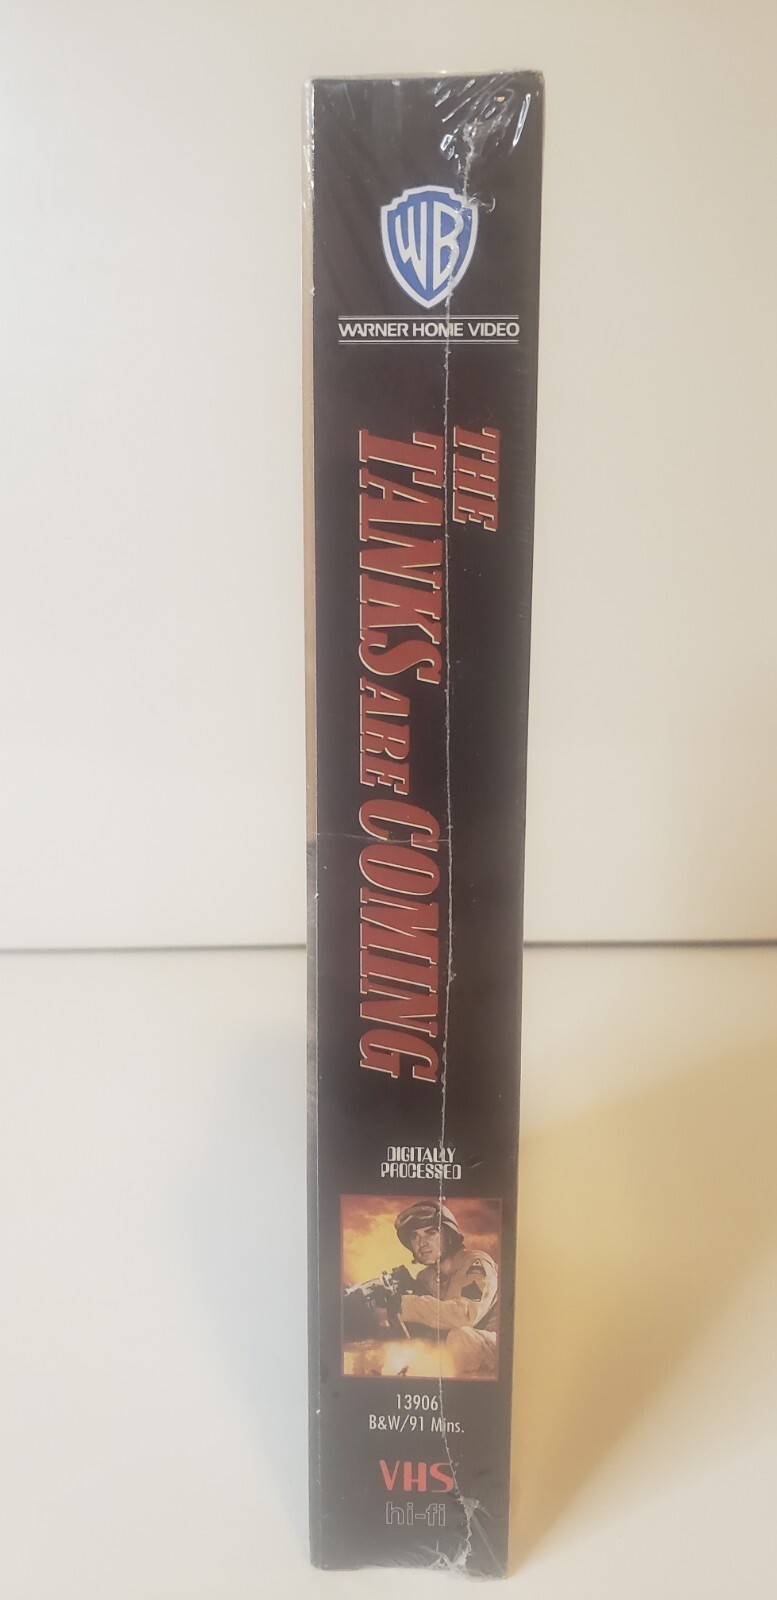 WB
WARNER HOME VIDEO
THE
TANKS ARE COMING
DIGITALLY
PROCESSED
13906
B&W/91 Mins.
VHS
hi-fi